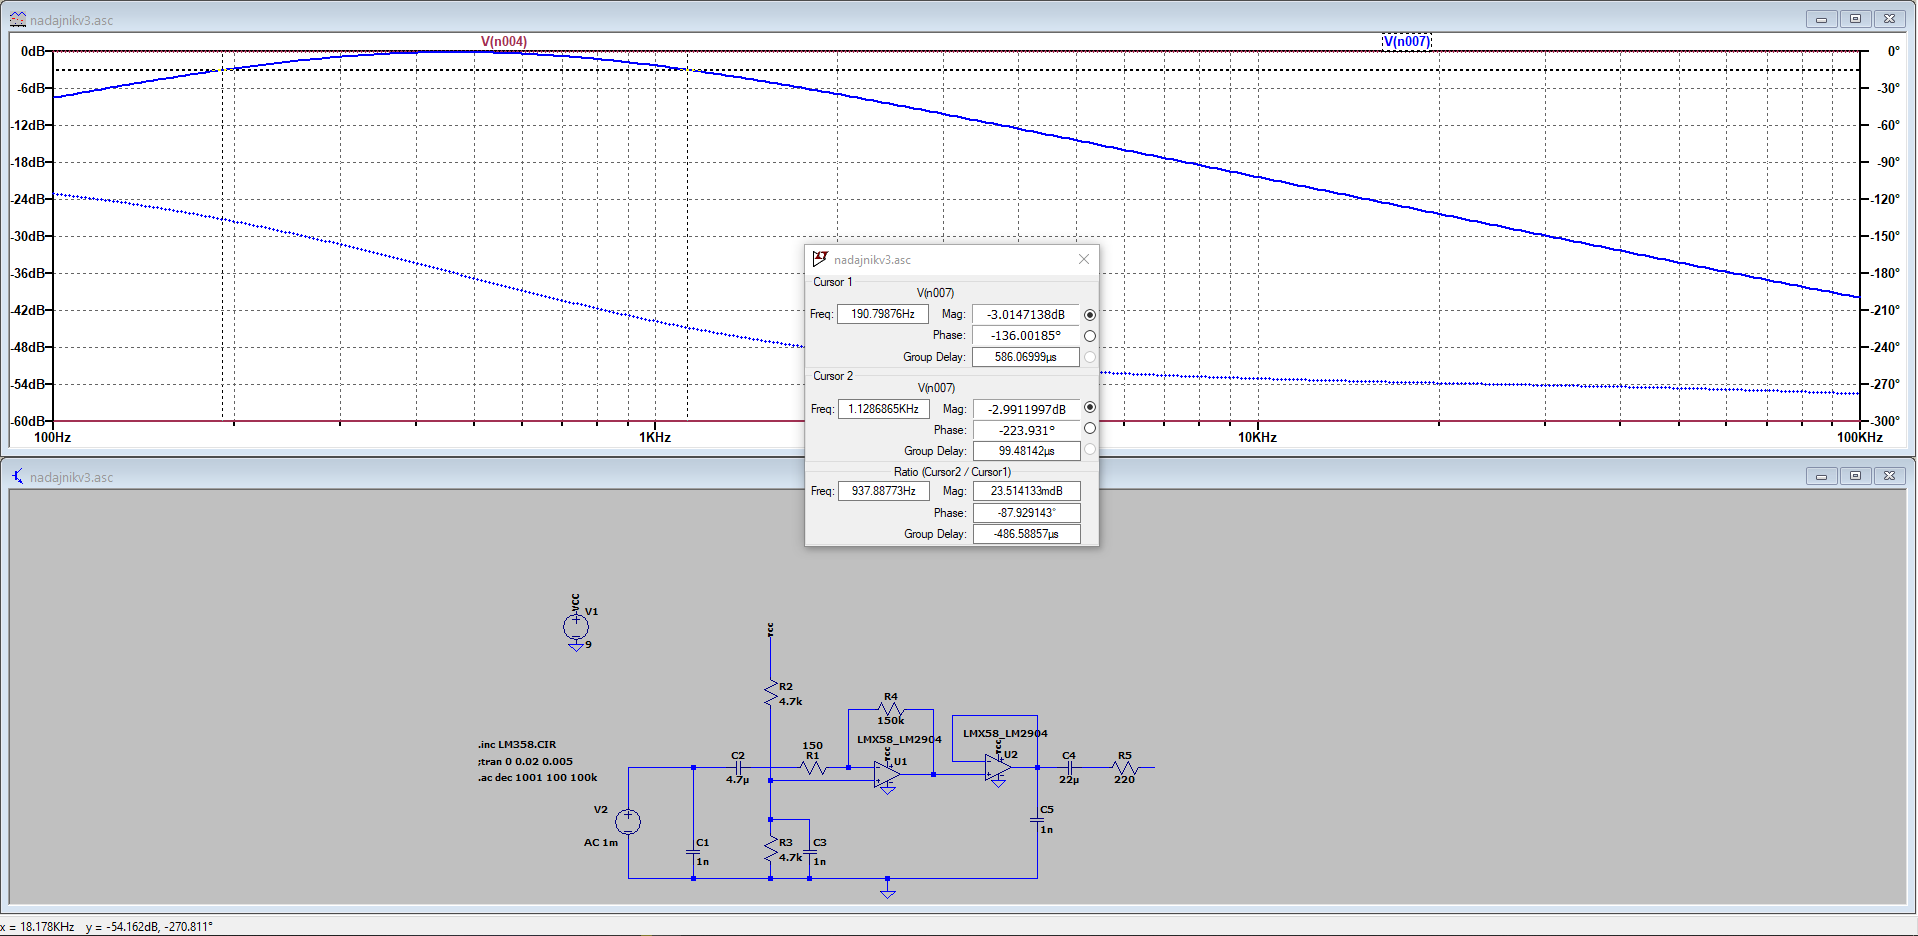 nadajnikv3.asc
V(n004)
V(n007)
0dB
-6dB
-12dB
-18dB
-24dB
-30dB
-36dB
-42dB
-48dB
-54dB
-60dB
0°
-30°
-60°
-90°
-120°
-150°
-180°
-210°
-240°
-270°
-300°
100Hz
1KHz
10KHz
100KHz
nadajnikv3.asc
Cursor 1
V(n007)
Freq: 190.79876Hz Mag: -3.0147138dB
Phase: -136.00185°
Group Delay: 586.06999µs
Cursor 2
V(n007)
Freq: 1.1286865KHz Mag: -2.9911997dB
Phase: -223.931°
Group Delay: 99.48142µs
Ratio (Cursor2 / Cursor1)
Freq: 937.88773Hz Mag: 23.514133mdB
Phase: -87.929143°
Group Delay: -486.58857µs
nadajnikv3.asc
vcc
V1
9
vcc
R2
4.7k
R4
150k
LMX58_LM2904
vcc
U1
LMX58_LM2904
vcc
U2
.inc LM358.CIR
;tran 0 0.02 0.005
.ac dec 1001 100 100k
C2
4.7µ
150
R1
C4
22µ
R5
220
V2
AC 1m
C1
1n
R3
4.7k
C3
1n
C5
1n
x = 18.178KHz y = -54.162dB, -270.811°